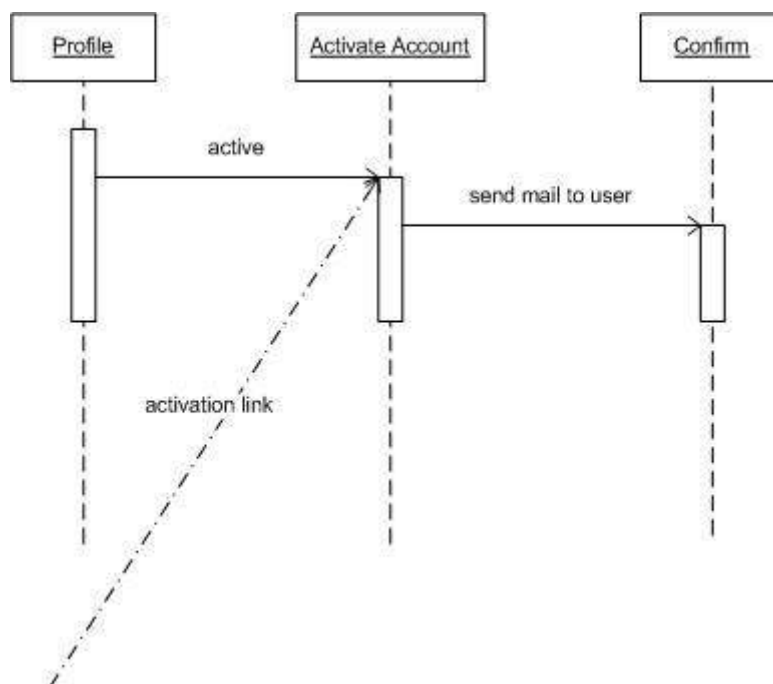 Profile
Activate Account
Confirm
active
send mail to user
activation link